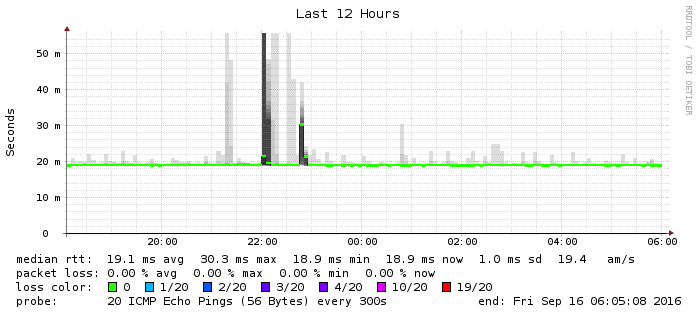 Last 12 Hours
RRDTOOL / TOBI OETIKER
Seconds
50 m
40 m
30 m
20 m
10 m
0
20:00 22:00 00:00 02:00 04:00 06:00
median rtt: 19.1 ms avg 30.3 ms max 18.9 ms min 18.9 ms now 1.0 ms sd 19.4 am/s
packet loss: 0.00 % avg 0.00 % max 0.00 % min 0.00 % now
loss color: 0 1/20 2/20 3/20 4/20 10/20 19/20
probe: 20 ICMP Echo Pings (56 Bytes) every 300s end: Fri Sep 16 06:05:08 2016